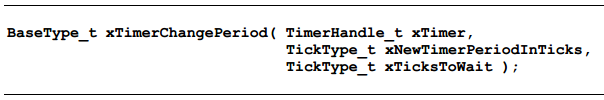 BaseType_t xTimerChangePeriod( TimerHandle_t xTimer,
TickType_t xNewTimerPeriodInTicks,
TickType_t xTicksToWait );